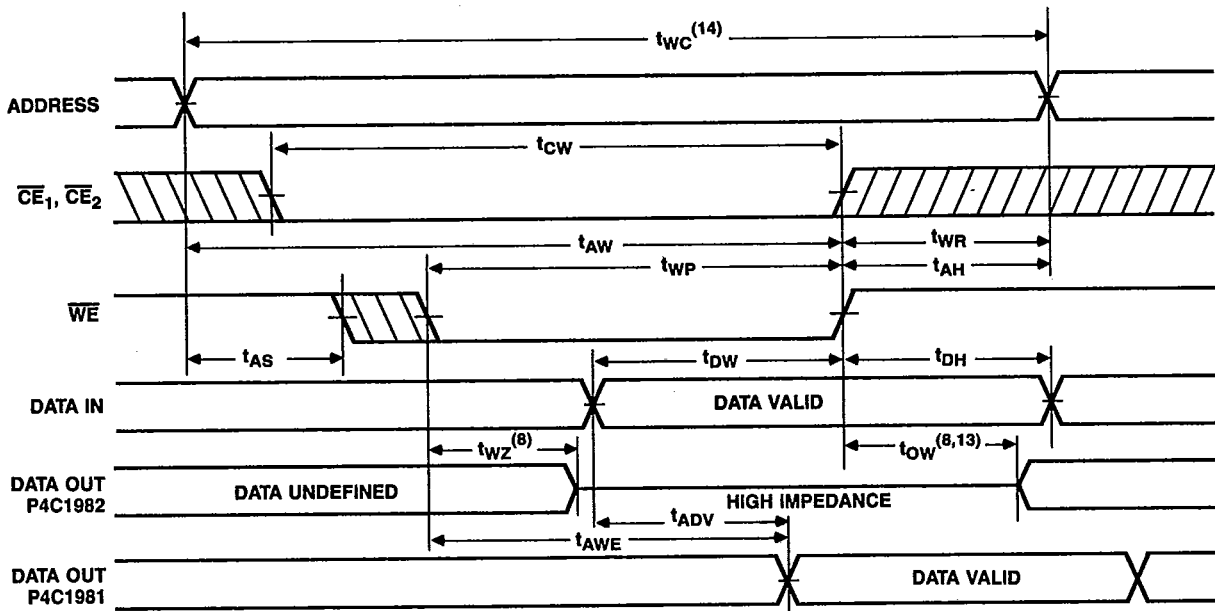 tWC(14)
ADDRESS
tCW
CE1, CE2
tAW
tWR
tWP
tAH
WE
tAS
tDW
tDH
DATA IN
DATA VALID
tWZ(8)
tOW(8,13)
DATA OUT
P4C1982
DATA UNDEFINED
HIGH IMPEDANCE
tADV
tAWE
DATA OUT
P4C1981
DATA VALID